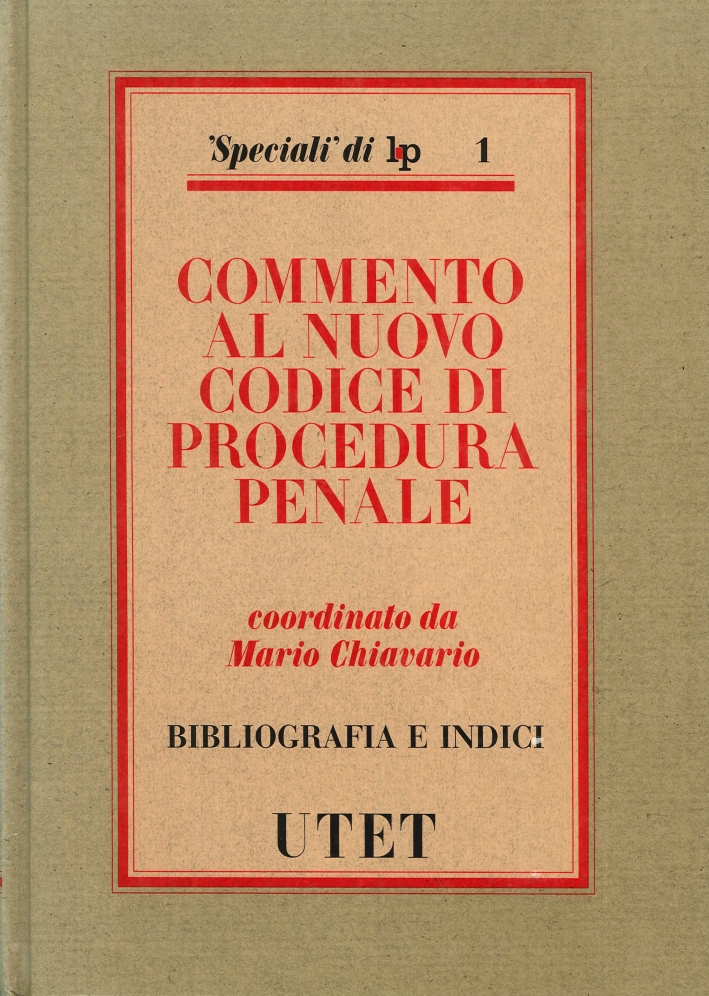 'Speciali' di lp 1
COMMENTO
AL NUOVO
CODICE DI
PROCEDURA
PENALE
coordinato da
Mario Chiavario
BIBLIOGRAFIA E INDICI
UTET